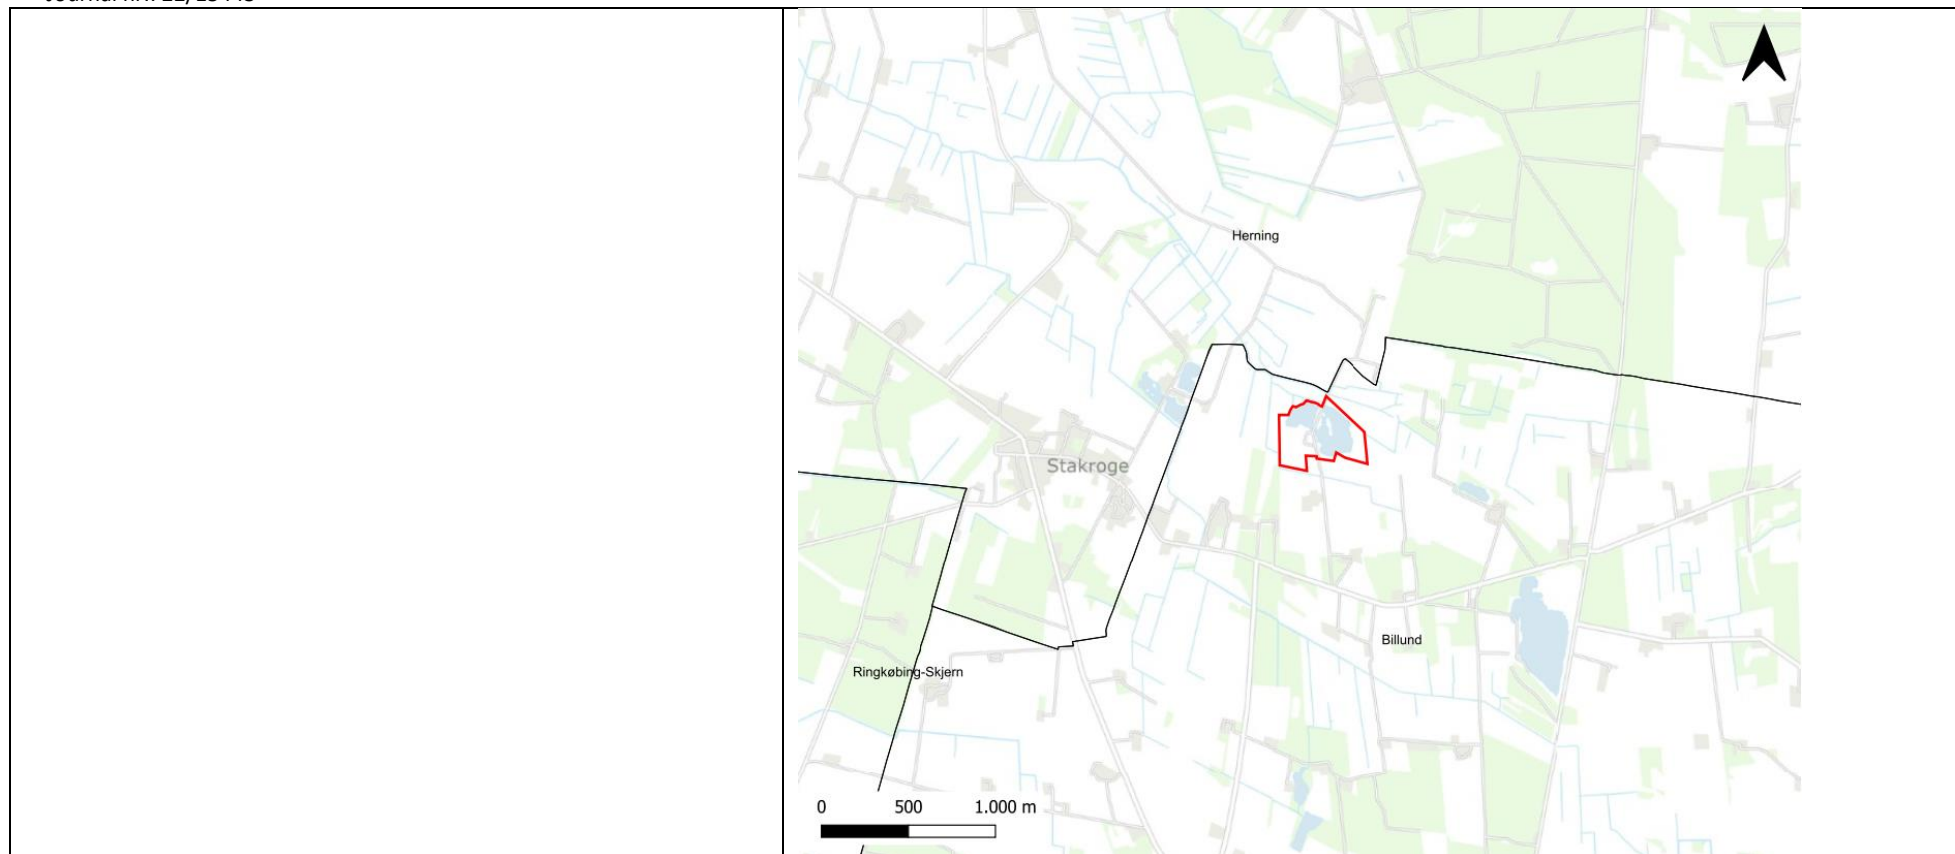 Herning
Stakroge
Billund
Ringkøbing-Skjern
0 500 1.000 m